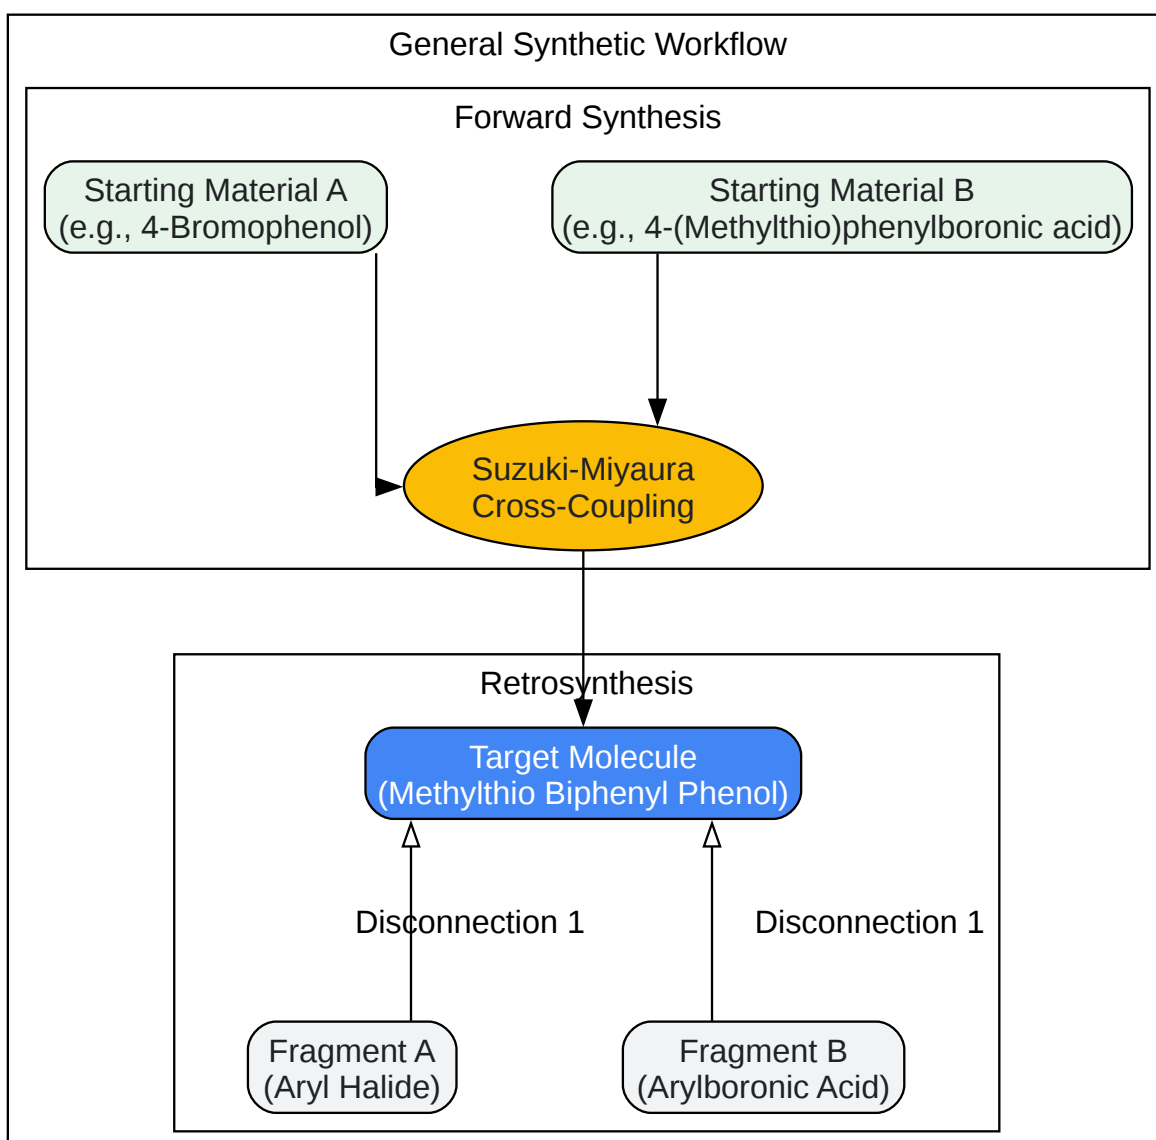 General Synthetic Workflow
Forward Synthesis
Starting Material A
(e.g., 4-Bromophenol)
Starting Material B
(e.g., 4-(Methylthio)phenylboronic acid)
Suzuki-Miyaura
Cross-Coupling
Retrosynthesis
Target Molecule
(Methylthio Biphenyl Phenol)
Disconnection 1
Disconnection 1
Fragment A
(Aryl Halide)
Fragment B
(Arylboronic Acid)